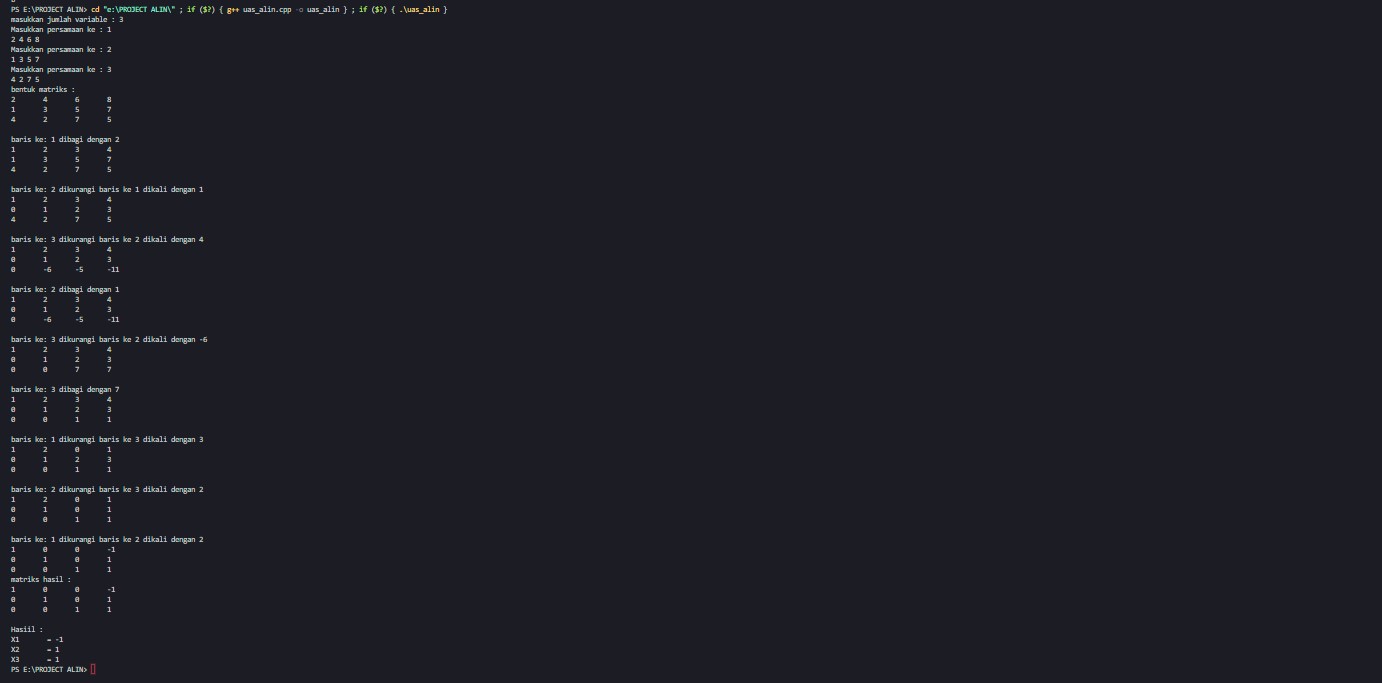 PS E:\PROJECT ALIN> cd "e:\PROJECT ALIN\" ; if ($?) { g++ uas_alin.cpp -o uas_alin } ; if ($?) { .\uas_alin }
masukkan jumlah variable : 3
Masukkan persamaan ke : 1
2 4 6 8
Masukkan persamaan ke : 2
1 3 5 7
Masukkan persamaan ke : 3
4 2 7 5
bentuk matriks :
2 4 6 8
1 3 5 7
4 2 7 5
baris ke: 1 dibagi dengan 2
1 2 3 4
1 3 5 7
4 2 7 5
baris ke: 2 dikurangi baris ke 1 dikali dengan 1
1 2 3 4
0 1 2 3
4 2 7 5
baris ke: 3 dikurangi baris ke 2 dikali dengan 4
1 2 3 4
0 1 2 3
0 -6 -5 -11
baris ke: 2 dibagi dengan 1
1 2 3 4
0 1 2 3
0 -6 -5 -11
baris ke: 3 dikurangi baris ke 2 dikali dengan -6
1 2 3 4
0 1 2 3
0 0 7 7
baris ke: 3 dibagi dengan 7
1 2 3 4
0 1 2 3
0 0 1 1
baris ke: 1 dikurangi baris ke 3 dikali dengan 3
1 2 0 1
0 1 2 3
0 0 1 1
baris ke: 2 dikurangi baris ke 3 dikali dengan 2
1 2 0 1
0 1 0 1
0 0 1 1
baris ke: 1 dikurangi baris ke 2 dikali dengan 2
1 0 0 -1
0 1 0 1
0 0 1 1
matriks hasil :
1 0 0 -1
0 1 0 1
0 0 1 1
Hasiil :
X1 = -1
X2 = 1
X3 = 1
PS E:\PROJECT ALIN>